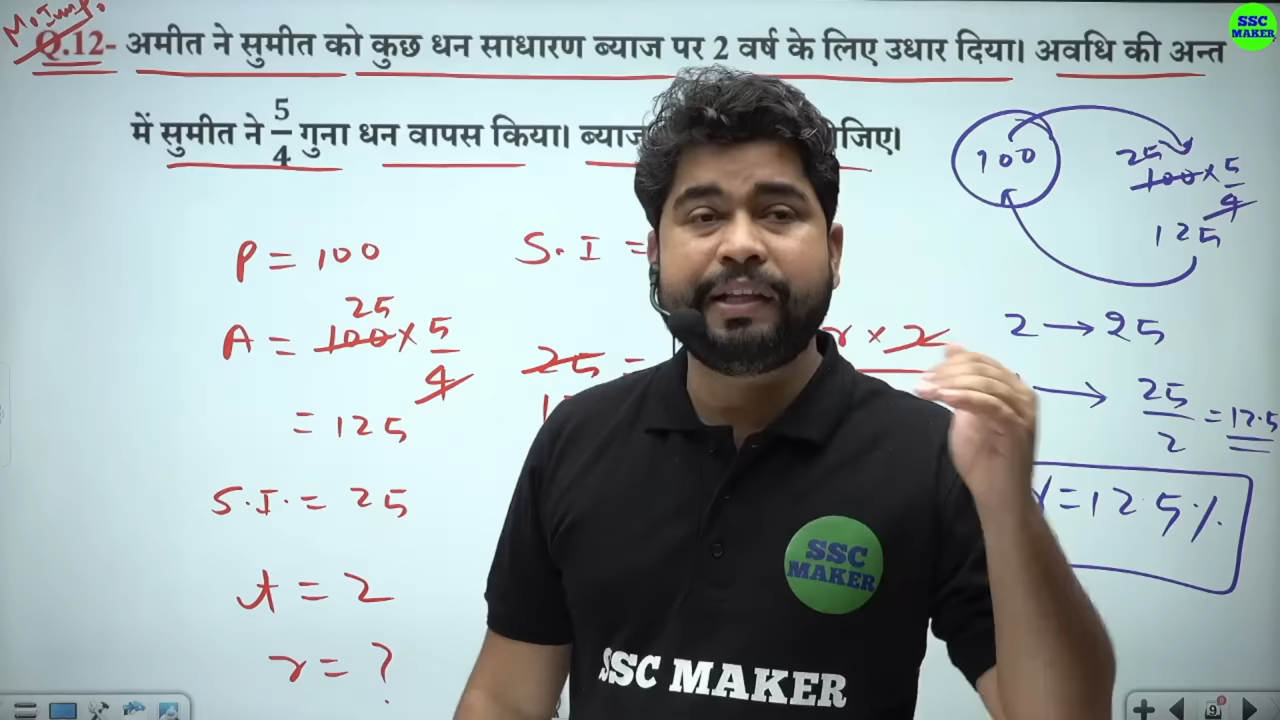 M. Imp.
Q.12- अमीत ने सुमीत को कुछ धन साधारण ब्याज पर 2 वर्ष के लिए उधार दिया। अवधि की अन्त
में सुमीत ने 5/4 गुना धन वापस किया। ब्याज
P = 100
25
A = 100 × 5/4
= 125
S.I. = 25
t = 2
r = ?
S.I =
25 =
r × 2
100
25
100 × 5/4
125
2 → 25
→ 25/2 = 12.5
r = 12.5%
SSC
MAKER
SSC
MAKER
SSC MAKER
9